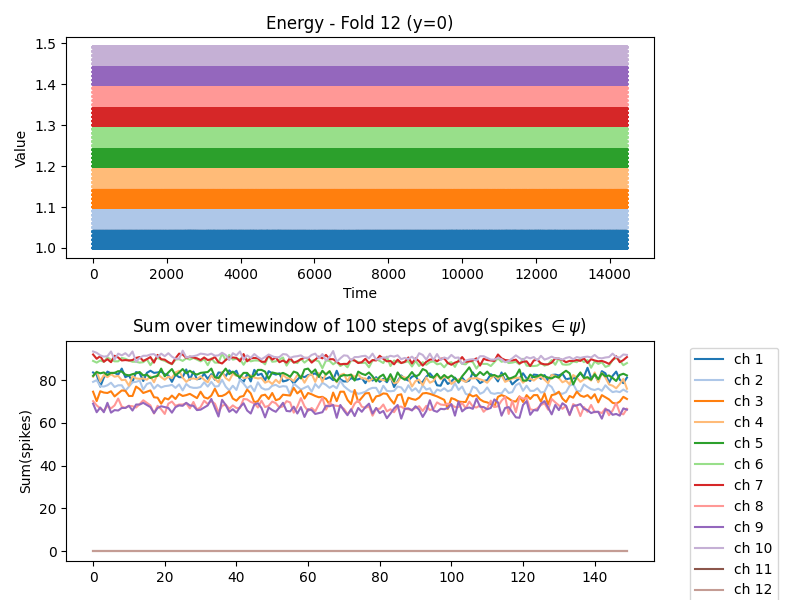 Energy - Fold 12 (y=0)
Value
1.5
1.4
1.3
1.2
1.1
1.0
0
2000
4000
6000
8000
10000
12000
14000
Time
Sum over timewindow of 100 steps of avg(spikes ∈ ψ)
Sum(spikes)
80
60
40
20
0
0
20
40
60
80
100
120
140
ch 1
ch 2
ch 3
ch 4
ch 5
ch 6
ch 7
ch 8
ch 9
ch 10
ch 11
ch 12